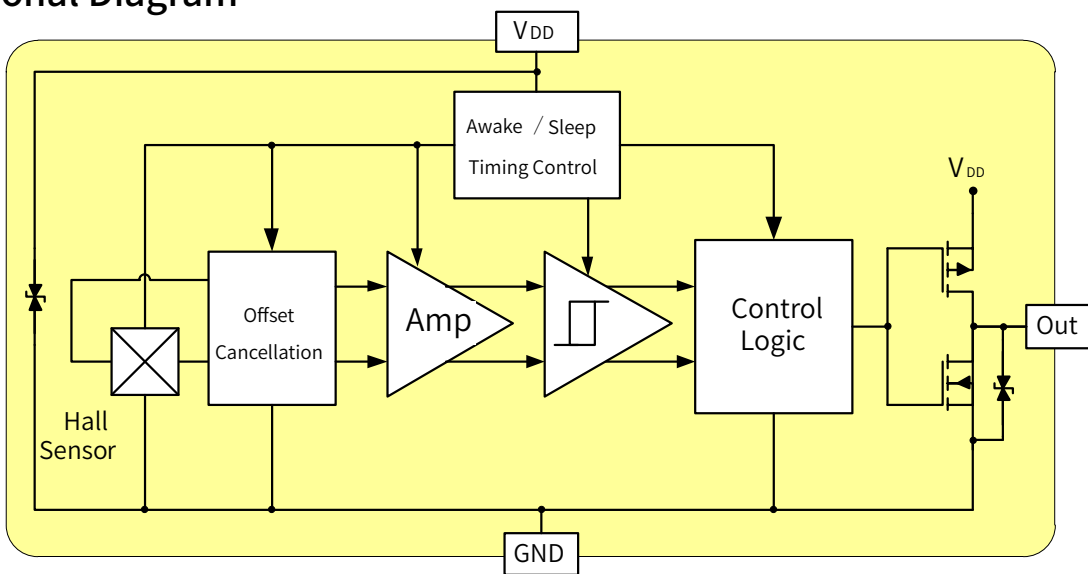 onal Diagram
VDD
Awake / Sleep
Timing Control
VDD
Offset
Cancellation
Amp
Control
Logic
Out
Hall
Sensor
GND